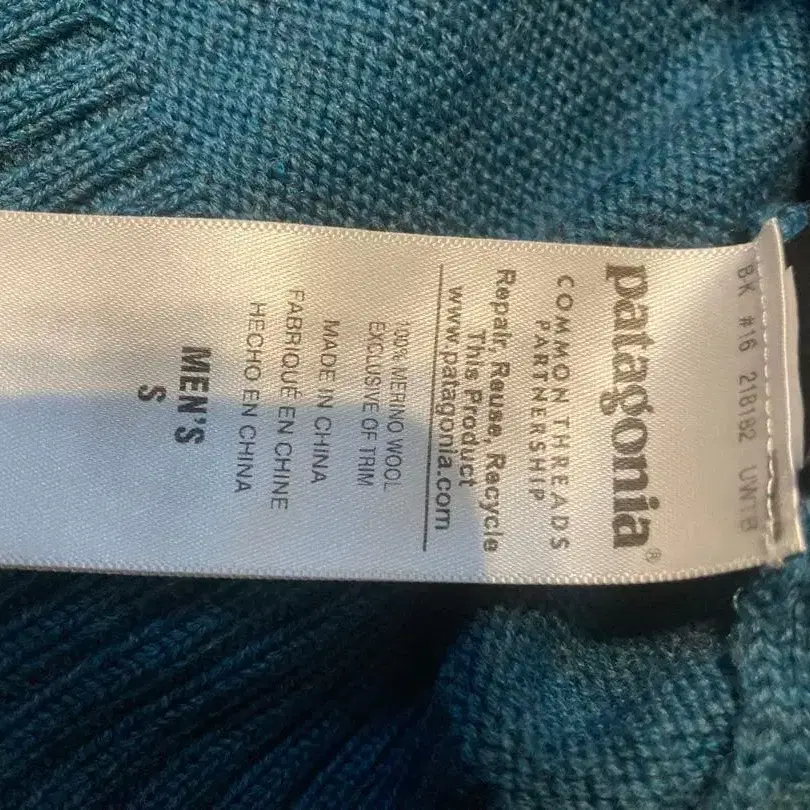 BK #16 218182 UW1B
patagonia®
COMMON THREADS
PARTNERSHIP
Repair, Reuse, Recycle
This Product
www.patagonia.com
100% MERINO WOOL
EXCLUSIVE OF TRIM
MADE IN CHINA
FABRIQUÉ EN CHINE
HECHO EN CHINA
MEN'S
S